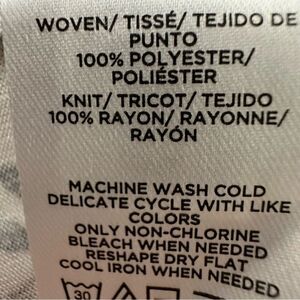 WOVEN/ TISSÉ/ TEJIDO DE
PUNTO
100% POLYESTER/
POLIÉSTER
KNIT/ TRICOT/ TEJIDO
100% RAYON/ RAYONNE/
RAYÓN
MACHINE WASH COLD
DELICATE CYCLE WITH LIKE
COLORS
ONLY NON-CHLORINE
BLEACH WHEN NEEDED
RESHAPE DRY FLAT
COOL IRON WHEN NEEDED
30